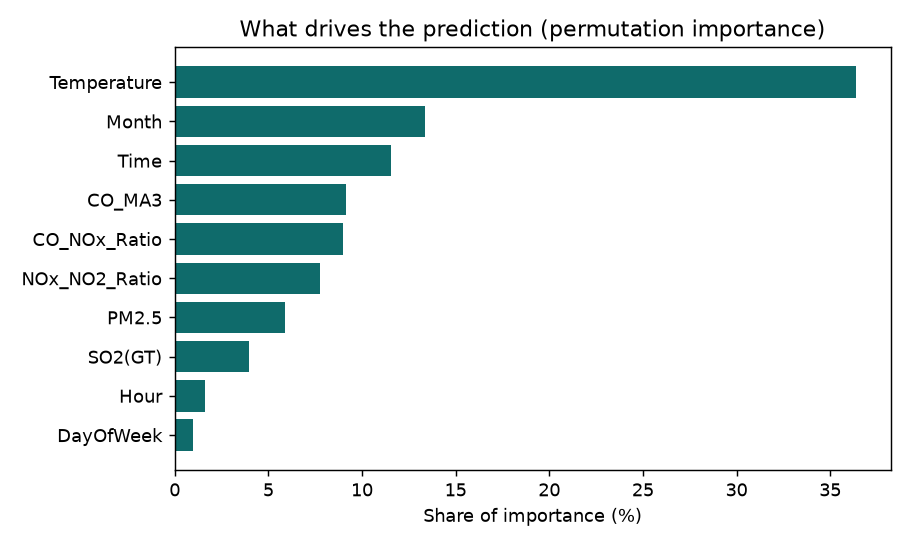 What drives the prediction (permutation importance)
Temperature
Month
Time
CO_MA3
CO_NOx_Ratio
NOx_NO2_Ratio
PM2.5
SO2(GT)
Hour
DayOfWeek
0 5 10 15 20 25 30 35
Share of importance (%)